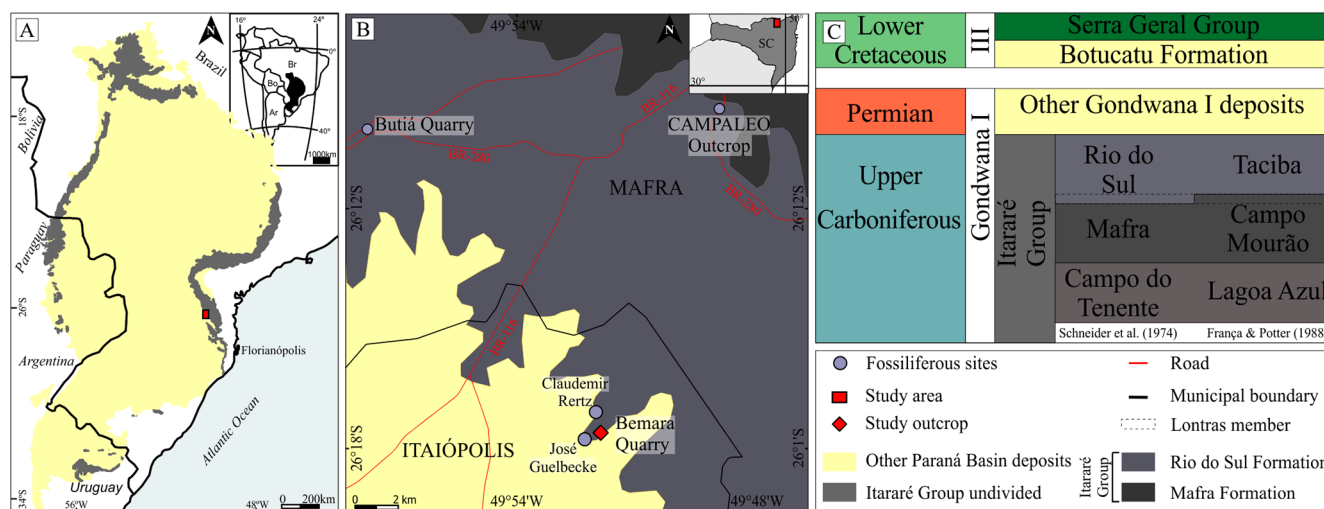 A
N
16°
24°
0°
Brazil
Br
Bo
Ar
40°
1000km
18°S
Bolivia
Paraguay
26°S
Argentina
Florianópolis
Atlantic Ocean
Uruguay
34°S
56°W
48°W
0 200km
B
49°54'W
N
50°
SC
30°
BR-116
Butiá Quarry
CAMPALEO
Outcrop
BR-280
MAFRA
BR-280
26°12'S
26°12'S
BR-116
Claudemir
Rertz
Bemara
Quarry
José
Guelbecke
ITAIÓPOLIS
26°18'S
26°11'S
0 2 km
49°54'W
49°48'W
C
Lower
Cretaceous
III
Serra Geral Group
Botucatu Formation
Permian
Gondwana I
Other Gondwana I deposits
Upper
Carboniferous
Itararé
Group
Rio do
Sul
Taciba
Mafra
Campo
Mourão
Campo do
Tenente
Lagoa Azul
Schneider et al. (1974)
França & Potter (1988
Fossiliferous sites
Road
Study area
Municipal boundary
Study outcrop
Lontras member
Other Paraná Basin deposits
Itararé
Group
Rio do Sul Formation
Itararé Group undivided
Mafra Formation